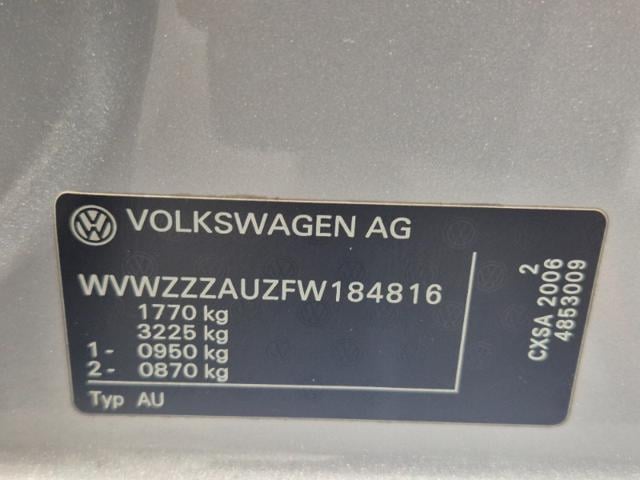 VOLKSWAGEN AG
WVWZZZAUZFW184816
1770 kg
3225 kg
1- 0950 kg
2- 0870 kg
Typ AU
2
CXSA 2006
4853009